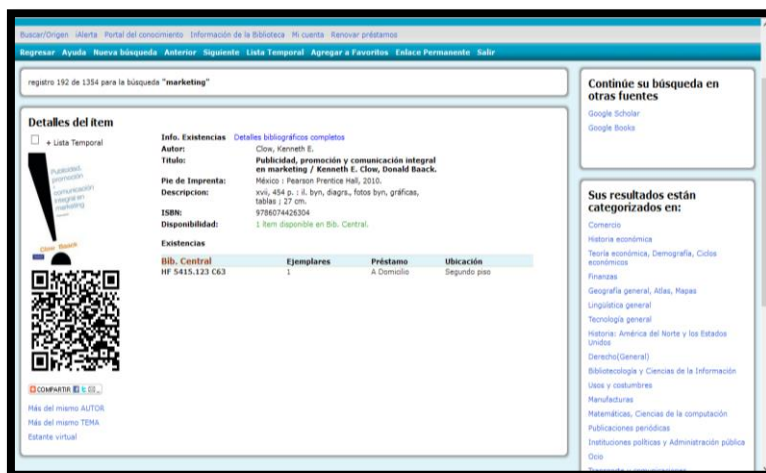 Buscar/Origen iAlerta Portal del conocimiento Información de la Biblioteca Mi cuenta Renovar préstamos
Regresar Ayuda Nueva búsqueda Anterior Siguiente Lista Temporal Agregar a Favoritos Enlace Permanente Salir
registro 192 de 1354 para la búsqueda "marketing"
Detalles del ítem
+ Lista Temporal
Publicidad,
promoción
y
comunicación
integral en
marketing
Clow Baack
COMPARTIR
Más del mismo AUTOR
Más del mismo TEMA
Estante virtual
Info. Existencias Detalles bibliográficos completos
Autor: Clow, Kenneth E.
Título: Publicidad, promoción y comunicación integral
en marketing / Kenneth E. Clow, Donald Baack.
Pie de Imprenta: México : Pearson Prentice Hall, 2010.
Descripcion: xvii, 454 p. : il. byn, diagrs., fotos byn, gráficas,
tablas ; 27 cm.
ISBN: 9786074426304
Disponibilidad: 1 ítem disponible en Bib. Central.
Existencias
Bib. Central Ejemplares Préstamo Ubicación
HF 5415.123 C63 1 A Domicilio Segundo piso
Continúe su búsqueda en
otras fuentes
Google Scholar
Google Books
Sus resultados están
categorizados en:
Comercio
Historia económica
Teoría económica, Demografía, Ciclos
económicos
Finanzas
Geografía general, Atlas, Mapas
Lingüística general
Tecnología general
Historia: América del Norte y los Estados
Unidos
Derecho(General)
Bibliotecología y Ciencias de la Información
Usos y costumbres
Manufacturas
Matemáticas, Ciencias de la computación
Publicaciones periódicas
Instituciones políticas y Administración pública
Ocio